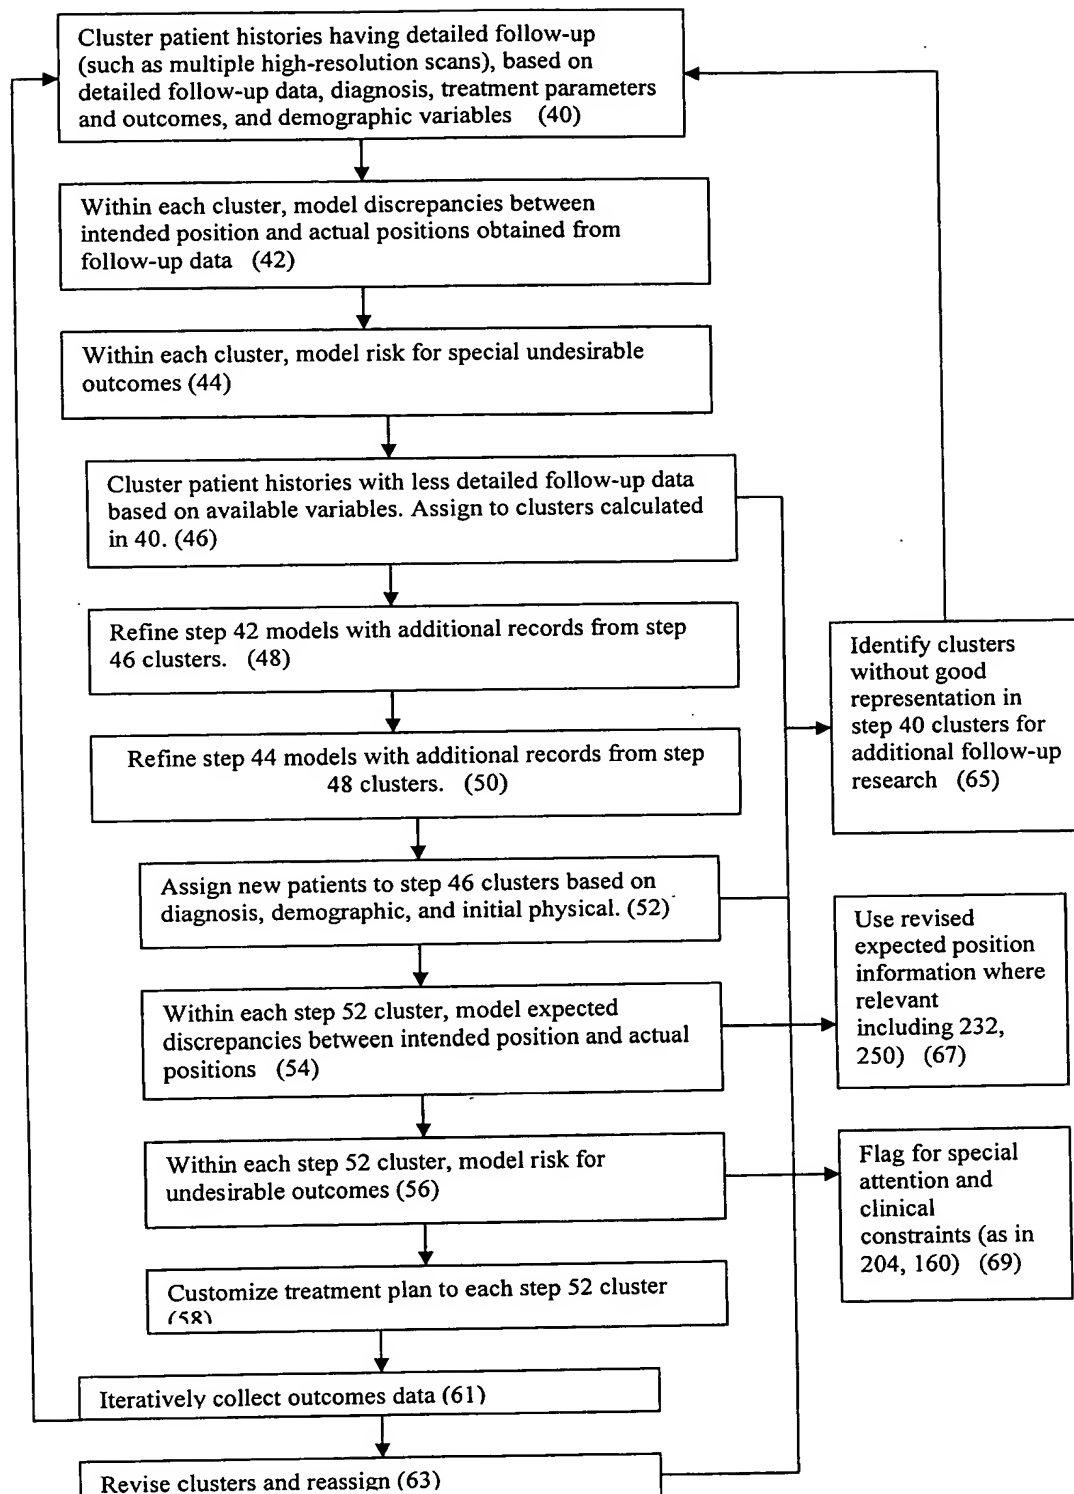 Cluster patient histories having detailed follow-up
(such as multiple high-resolution scans), based on
detailed follow-up data, diagnosis, treatment parameters
and outcomes, and demographic variables (40)
Within each cluster, model discrepancies between
intended position and actual positions obtained from
follow-up data (42)
Within each cluster, model risk for special undesirable
outcomes (44)
Cluster patient histories with less detailed follow-up data
based on available variables. Assign to clusters calculated
in 40. (46)
Refine step 42 models with additional records from step
46 clusters. (48)
Refine step 44 models with additional records from step
48 clusters. (50)
Assign new patients to step 46 clusters based on
diagnosis, demographic, and initial physical. (52)
Within each step 52 cluster, model expected
discrepancies between intended position and actual
positions (54)
Within each step 52 cluster, model risk for
undesirable outcomes (56)
Customize treatment plan to each step 52 cluster
(58)
Iteratively collect outcomes data (61)
Revise clusters and reassign (63)
Identify clusters
without good
representation in
step 40 clusters for
additional follow-up
research (65)
Use revised
expected position
information where
relevant
including 232,
250) (67)
Flag for special
attention and
clinical
constraints (as in
204, 160) (69)